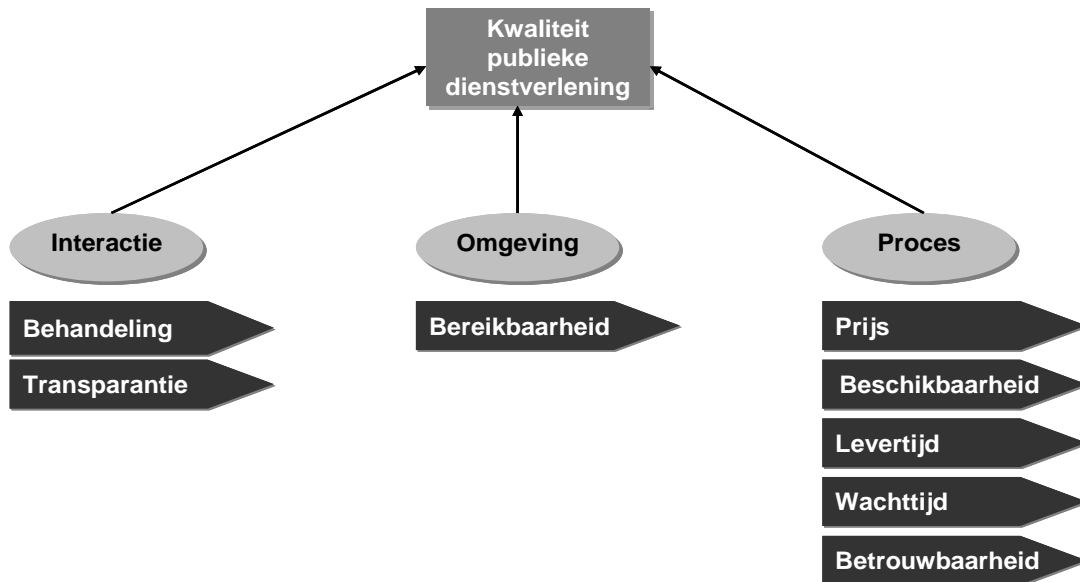 Kwaliteit
publieke
dienstverlening
Interactie
Omgeving
Proces
Behandeling
Transparantie
Bereikbaarheid
Prijs
Beschikbaarheid
Levertijd
Wachttijd
Betrouwbaarheid